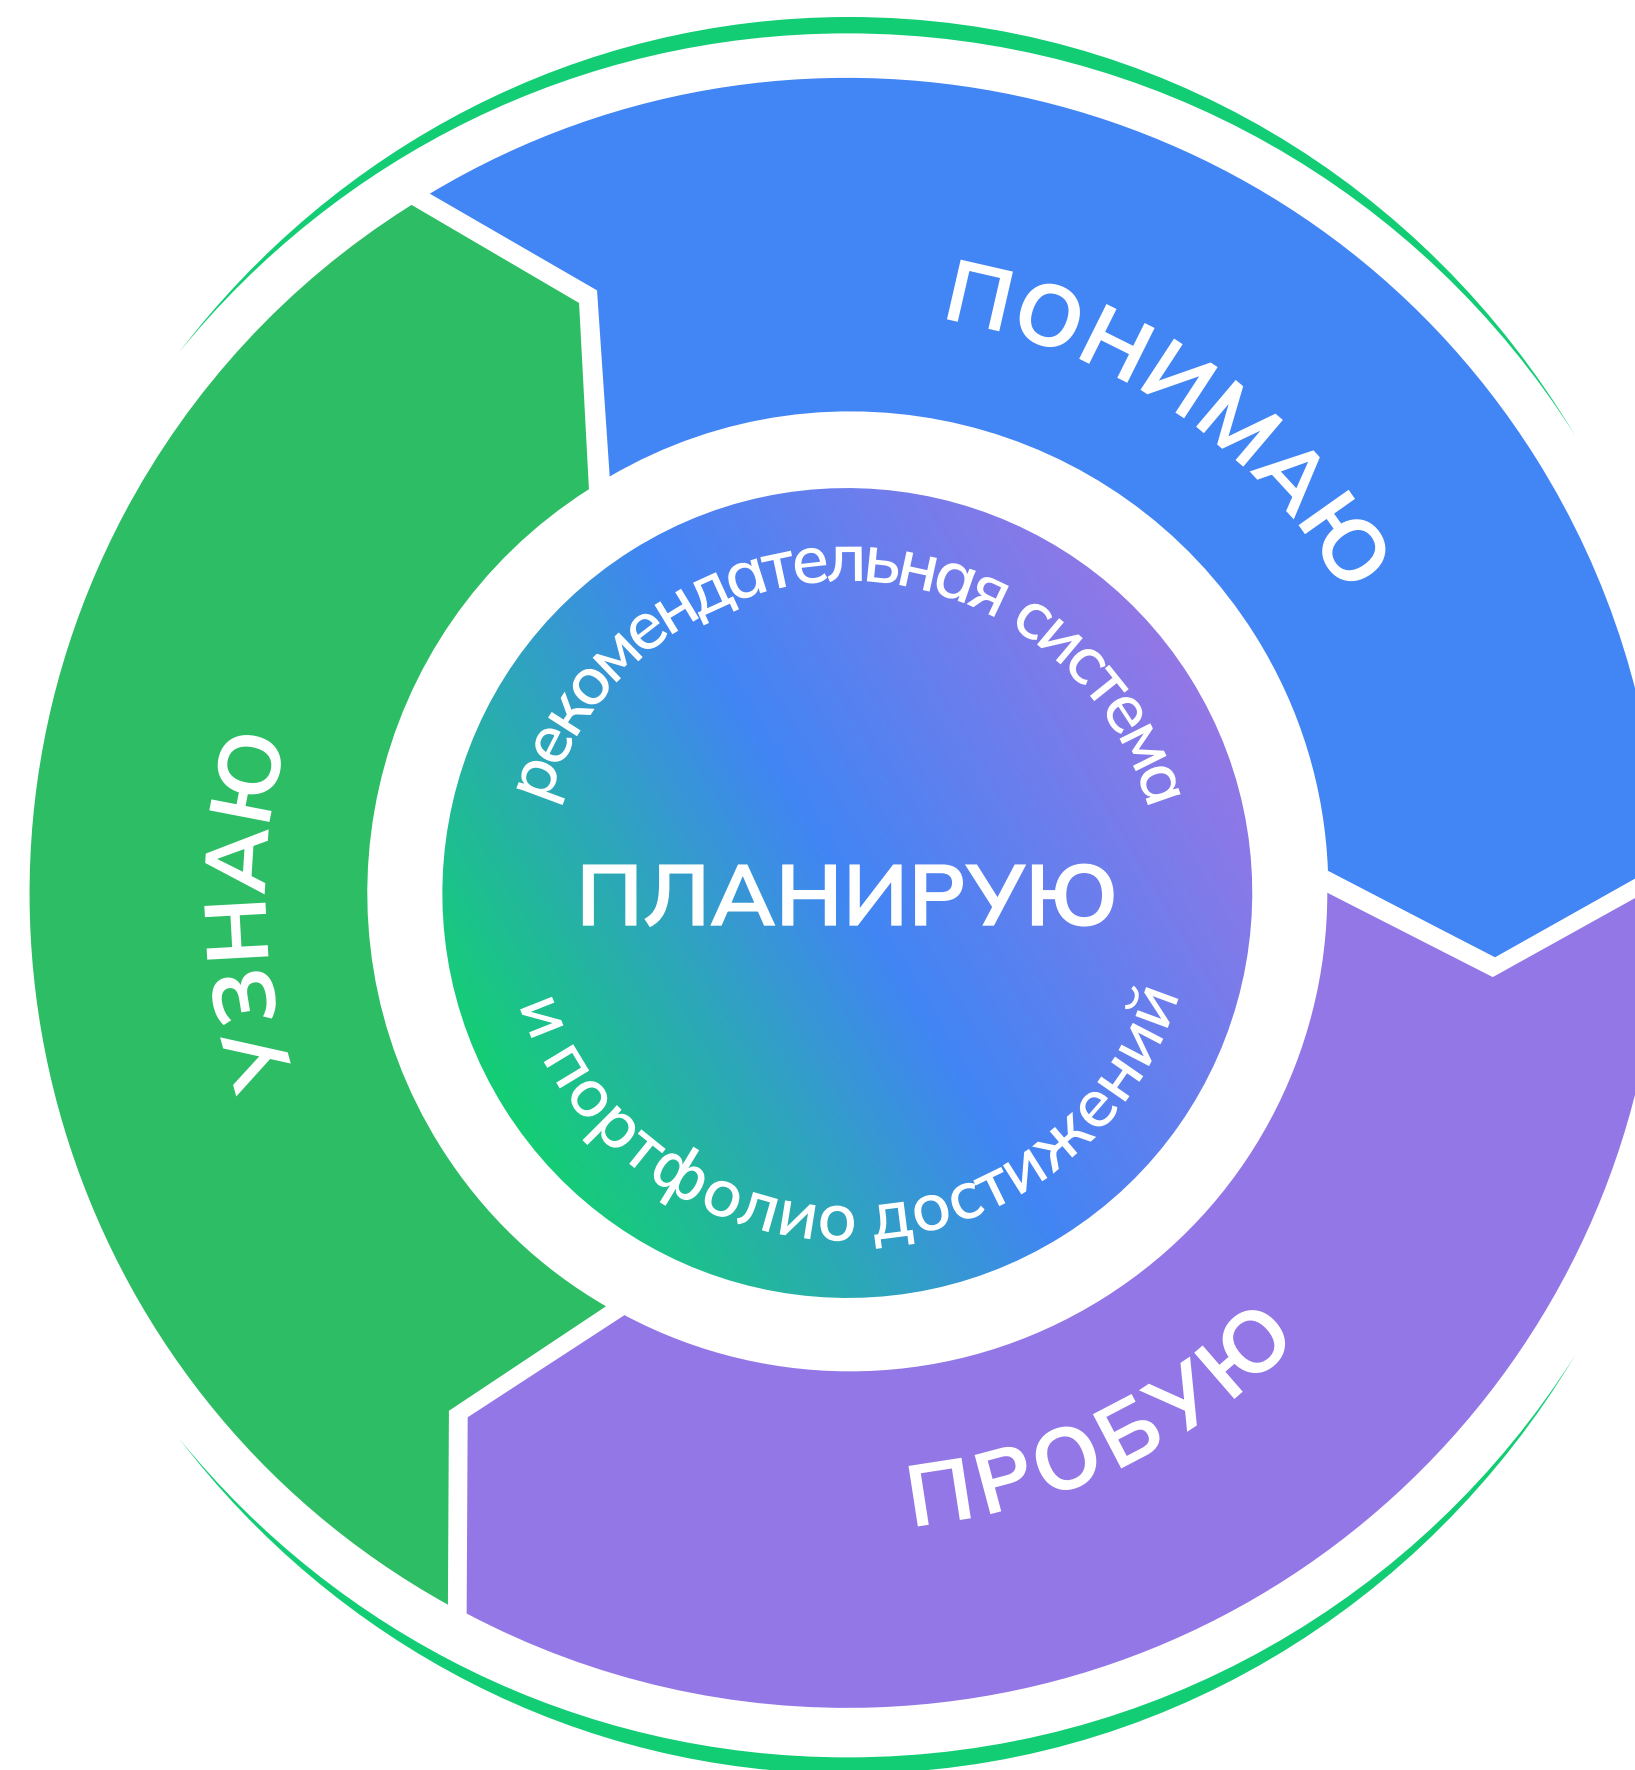 УЗНАЮ
ПОНИМАЮ
ПРОБУЮ
рекомендательная система
ПЛАНИРУЮ
и портфолио достижений